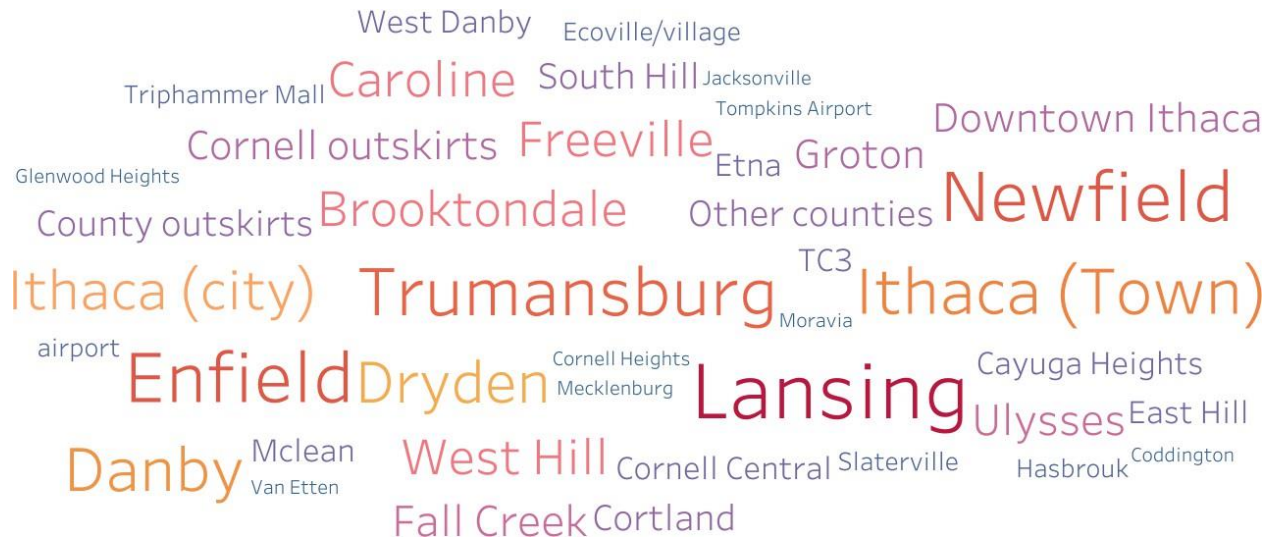 West Danby
Ecoville/village
Caroline
South Hill
Jacksonville
Triphammer Mall
Tompkins Airport
Downtown Ithaca
Cornell outskirts
Freeville
Etna
Groton
Glenwood Heights
Newfield
County outskirts
Brooktondale
Other counties
TC3
Ithaca (city)
Trumansburg
Moravia
Ithaca (Town)
airport
Enfield
Dryden
Cornell Heights
Mecklenburg
Lansing
Cayuga Heights
Ulysses
East Hill
Danby
Mclean
Van Etten
West Hill
Cornell Central
Slaterville
Hasbrouk
Coddington
Fall Creek
Cortland